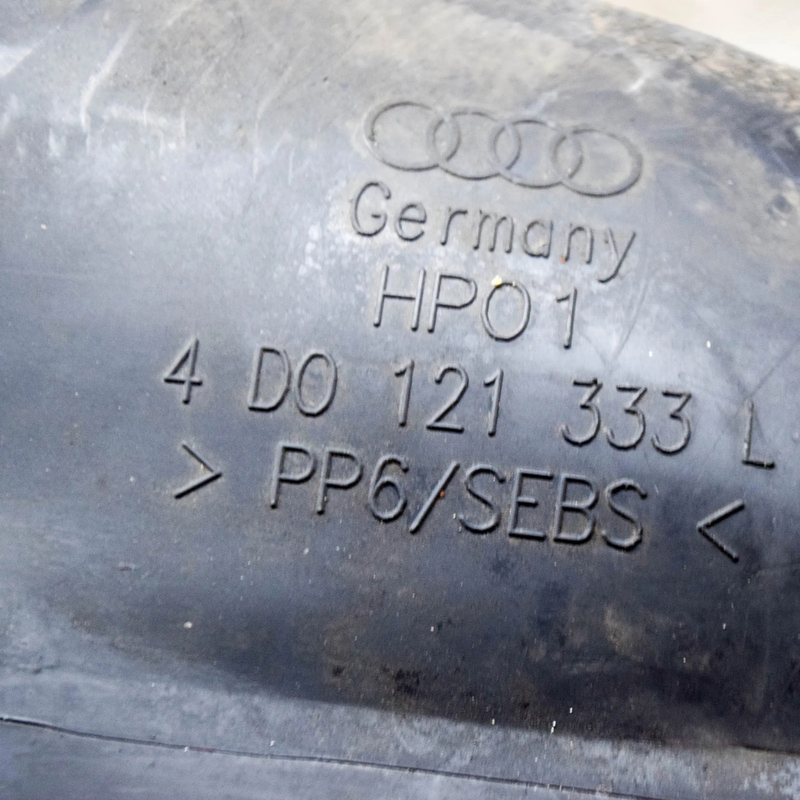 Germany
HPO1
4 D0 121 333 L
> PP6/SEBS <